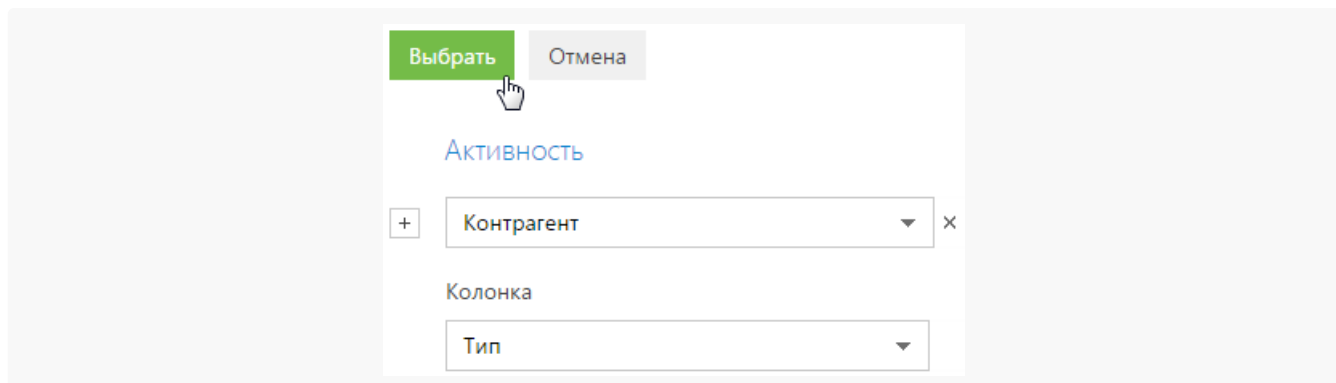 Выбрать Отмена
Активность
+ Контрагент ×
Колонка
Тип